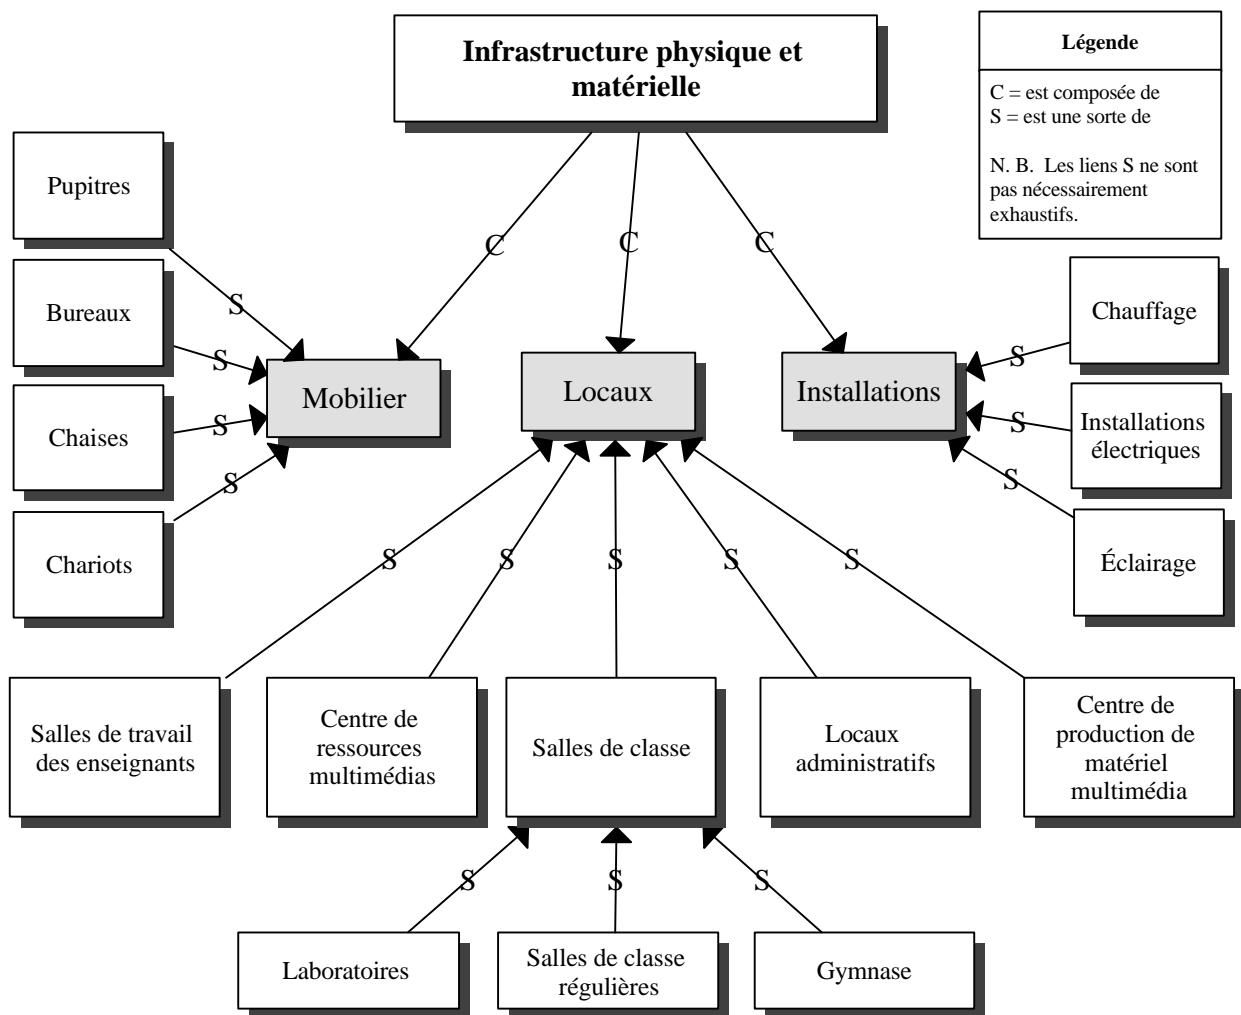 Infrastructure physique et
matérielle
Légende
C = est composée de
S = est une sorte de
N. B. Les liens S ne sont
pas nécessairement
exhaustifs.
Pupitres
C
C
C
Bureaux
S
Chauffage
S
S
Mobilier
Locaux
Installations
Chaises
S
S
Installations
électriques
S
S
Chariots
Éclairage
S
S
S
S
S
Salles de travail
des enseignants
Centre de
ressources
multimédias
Salles de classe
Locaux
administratifs
Centre de
production de
matériel
multimédia
S
S
S
Laboratoires
Salles de classe
régulières
Gymnase